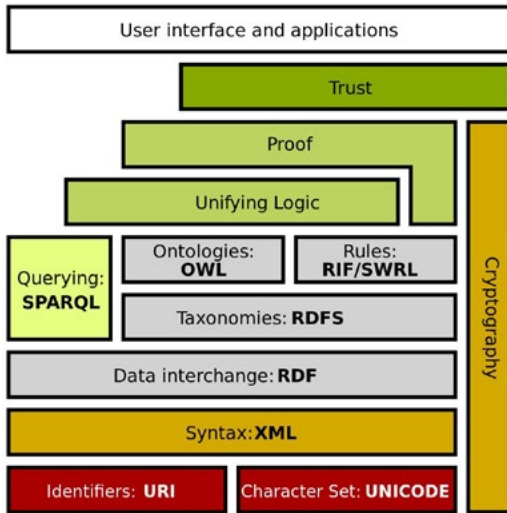 User interface and applications
Trust
Proof
Unifying Logic
Querying:
SPARQL
Ontologies:
OWL
Rules:
RIF/SWRL
Taxonomies: RDFS
Data interchange: RDF
Syntax:XML
Identifiers: URI
Character Set: UNICODE
Cryptography